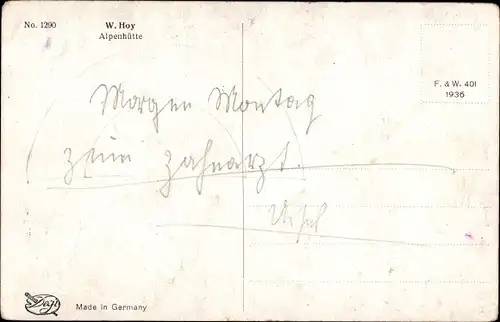 No. 1290
W. Hoy
Alpenhütte
F. & W. 401
1936
Morgen Montag
zum Zahnarzt.
Made in Germany